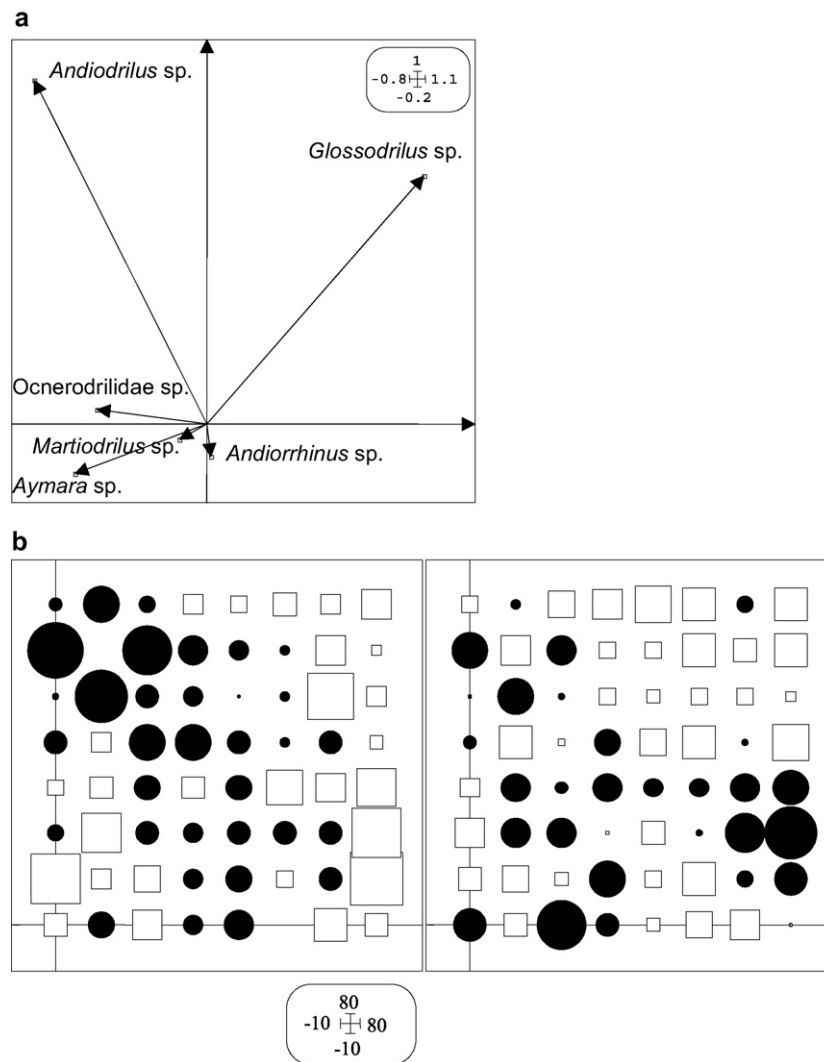 a
Andiodrilus sp.
1
-0.8 1.1
-0.2
Glossodrilus sp.
Ocnerodrilidae sp.
Martiodrilus sp.
Andiorrhinus sp.
Aymara sp.
b
80
-10 80
-10